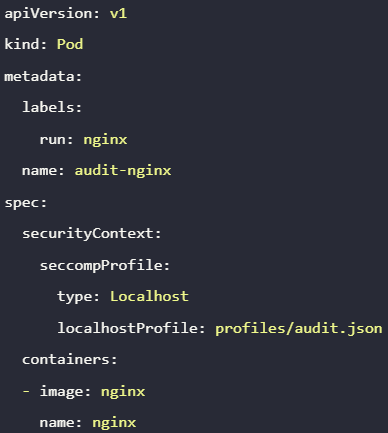 apiVersion: v1
kind: Pod
metadata:
  labels:
    run: nginx
  name: audit-nginx
spec:
  securityContext:
    seccompProfile:
      type: Localhost
      localhostProfile: profiles/audit.json
  containers:
  - image: nginx
    name: nginx